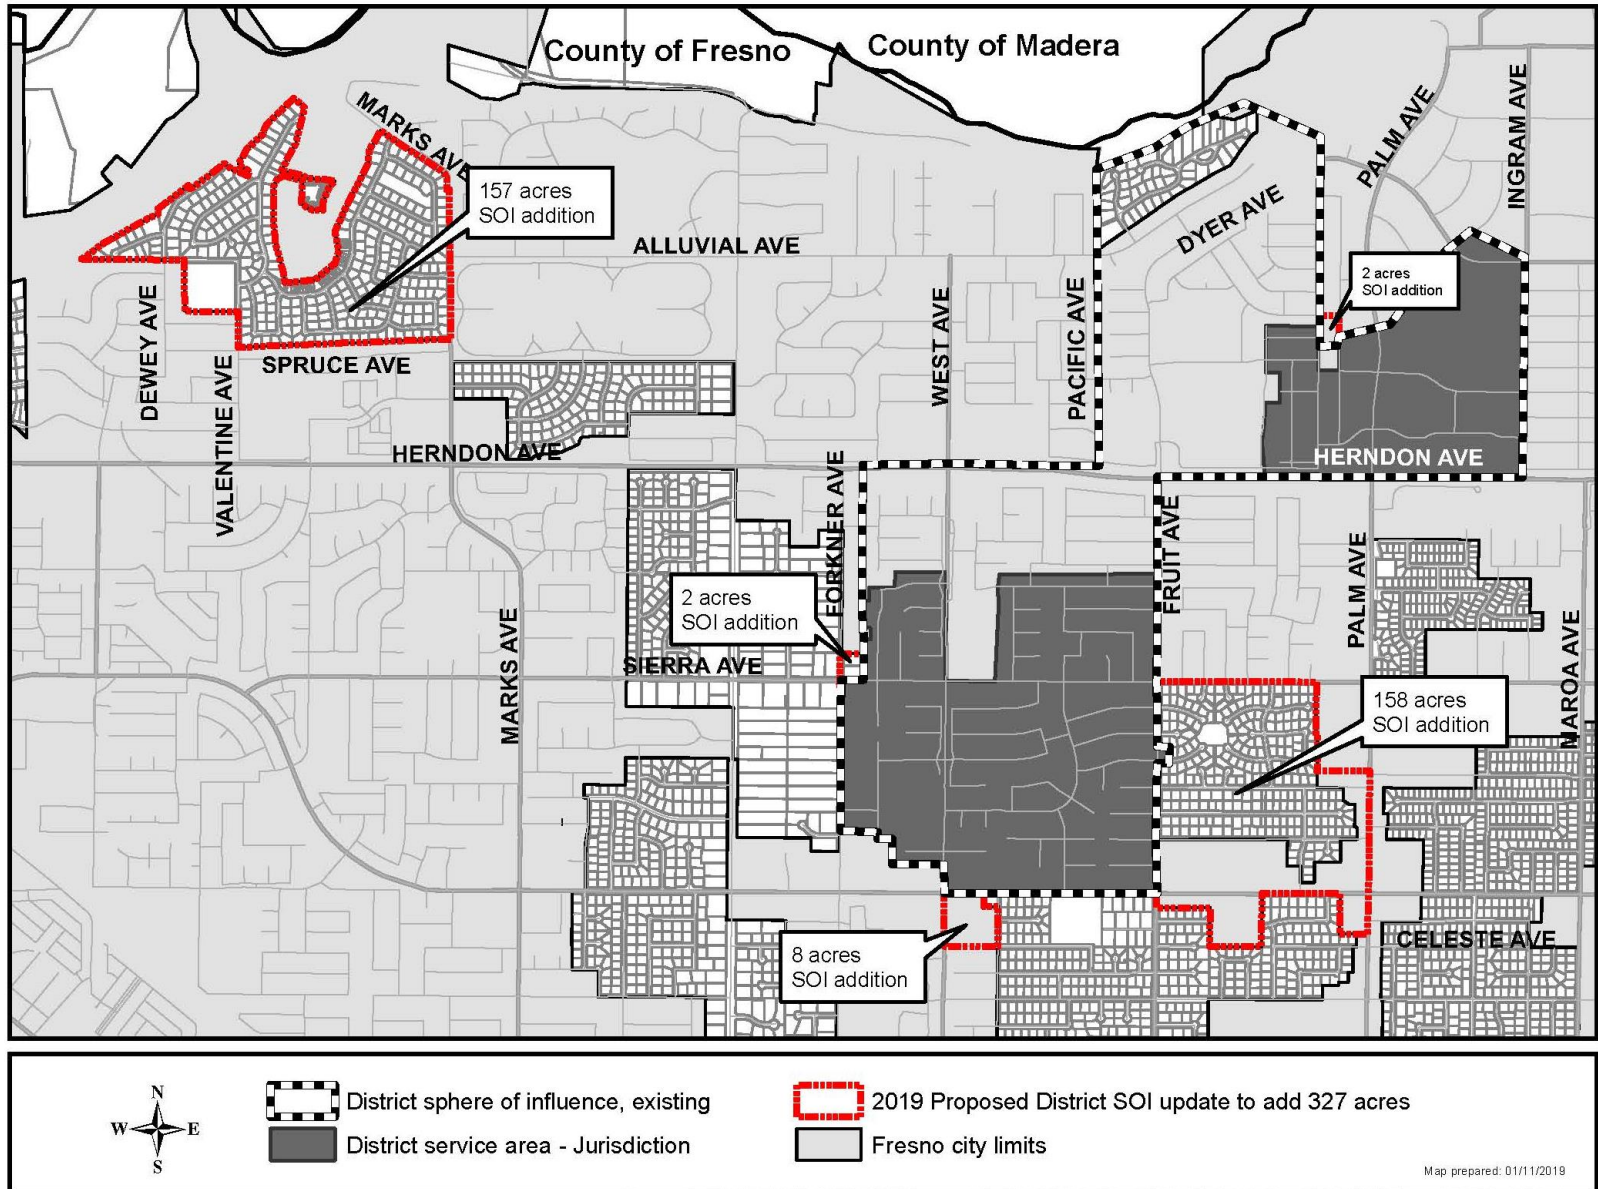 County of Fresno
County of Madera
MARKS AVE
PALM AVE
INGRAM AVE
157 acres
SOI addition
ALLUVIAL AVE
DYER AVE
2 acres
SOI addition
DEWEY AVE
VALENTINE AVE
SPRUCE AVE
WEST AVE
PACIFIC AVE
HERNDON AVE
HERNDON AVE
FORKNER AVE
FRUIT AVE
PALM AVE
2 acres
SOI addition
MARKS AVE
SIERRA AVE
MAROA AVE
158 acres
SOI addition
8 acres
SOI addition
CELESTE AVE
N
W E
S
District sphere of influence, existing
District service area - Jurisdiction
2019 Proposed District SOI update to add 327 acres
Fresno city limits
Map prepared: 01/11/2019